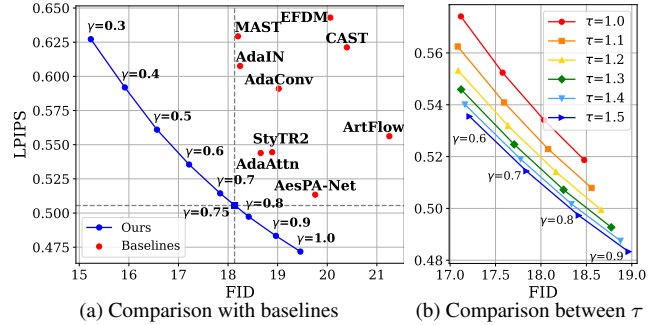 0.650
0.625
0.600
0.575
0.550
0.525
0.500
0.475
LPIPS
γ=0.3
γ=0.4
γ=0.5
γ=0.6
γ=0.7
γ=0.75
γ=0.8
γ=0.9
γ=1.0
MAST
EFDM
CAST
AdaIN
AdaConv
ArtFlow
StyTR2
AdaAttn
AesPA-Net
Ours
Baselines
15 16 17 18 19 20 21
FID
(a) Comparison with baselines
0.56
0.54
0.52
0.50
0.48
τ=1.0
τ=1.1
τ=1.2
τ=1.3
τ=1.4
τ=1.5
γ=0.6
γ=0.7
γ=0.8
γ=0.9
17.0 17.5 18.0 18.5 19.0
FID
(b) Comparison between τ